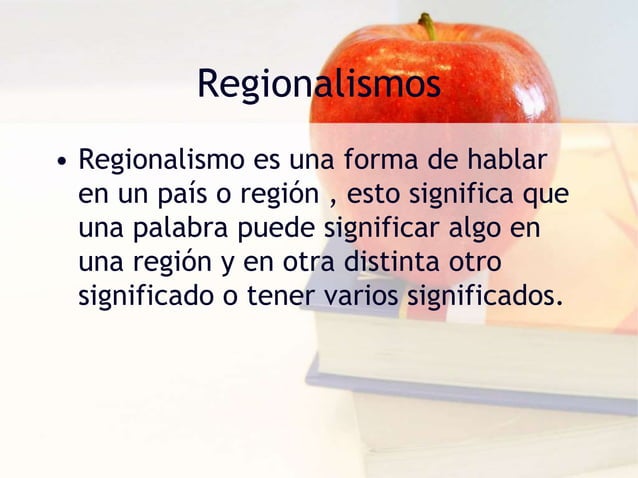 Regionalismos
• Regionalismo es una forma de hablar
en un país o región , esto significa que
una palabra puede significar algo en
una región y en otra distinta otro
significado o tener varios significados.